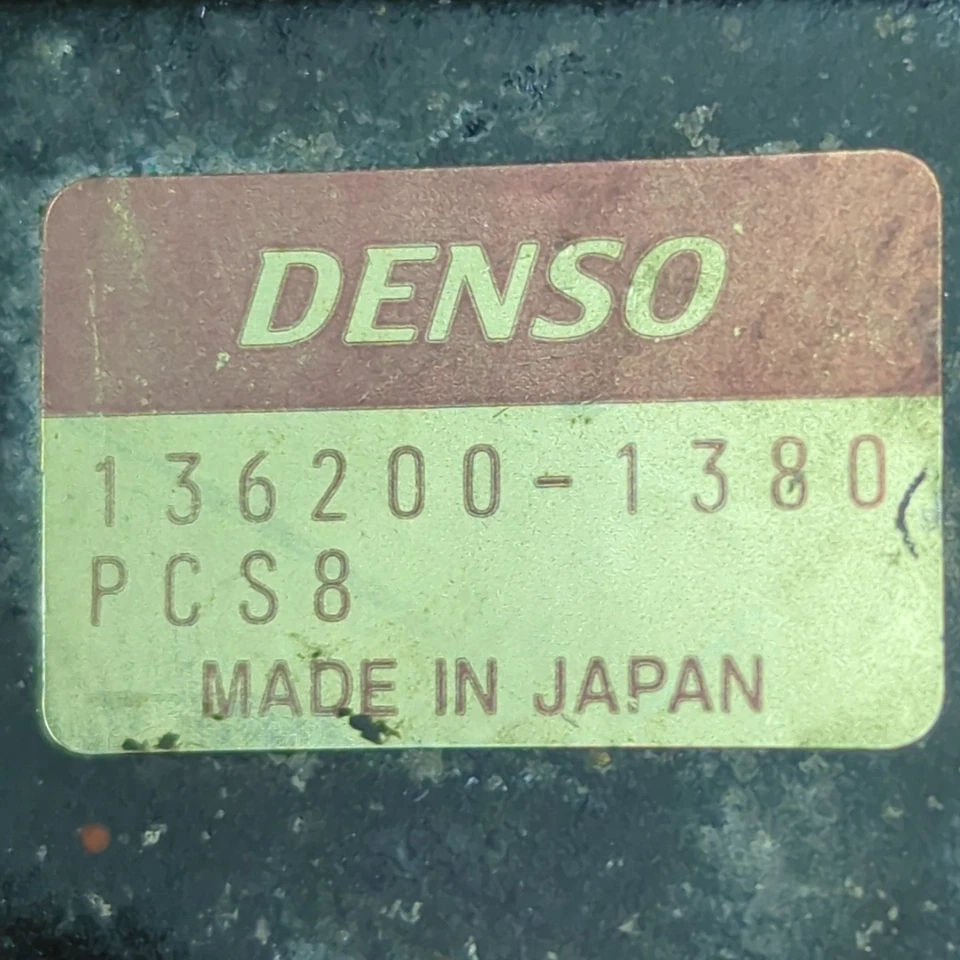 DENSO
136200-1380
PCS8
MADE IN JAPAN